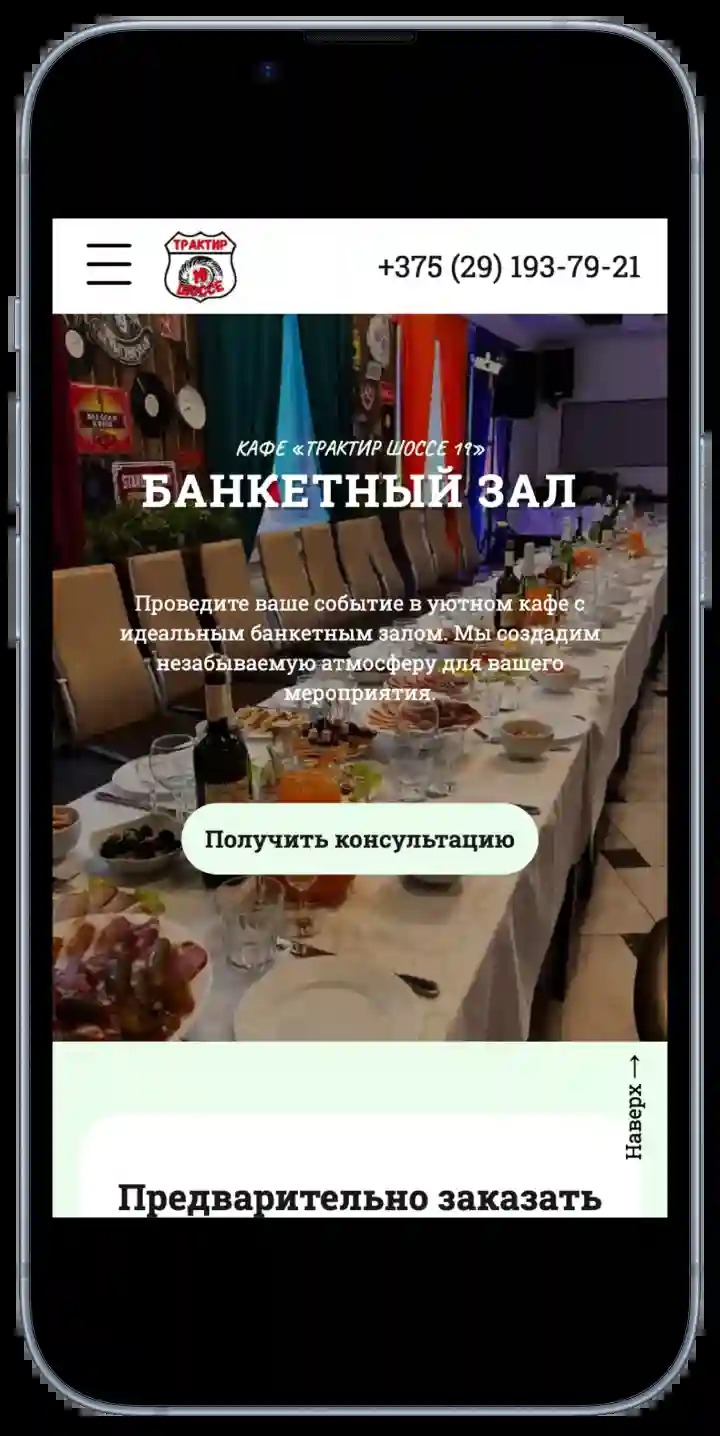 ТРАКТИР
19
ШОССЕ
+375 (29) 193-79-21
КАФЕ «ТРАКТИР ШОССЕ 19»
БАНКЕТНЫЙ ЗАЛ
Проведите ваше событие в уютном кафе с
идеальным банкетным залом. Мы создадим
незабываемую атмосферу для вашего
мероприятия.
Получить консультацию
Наверх →
Предварительно заказать